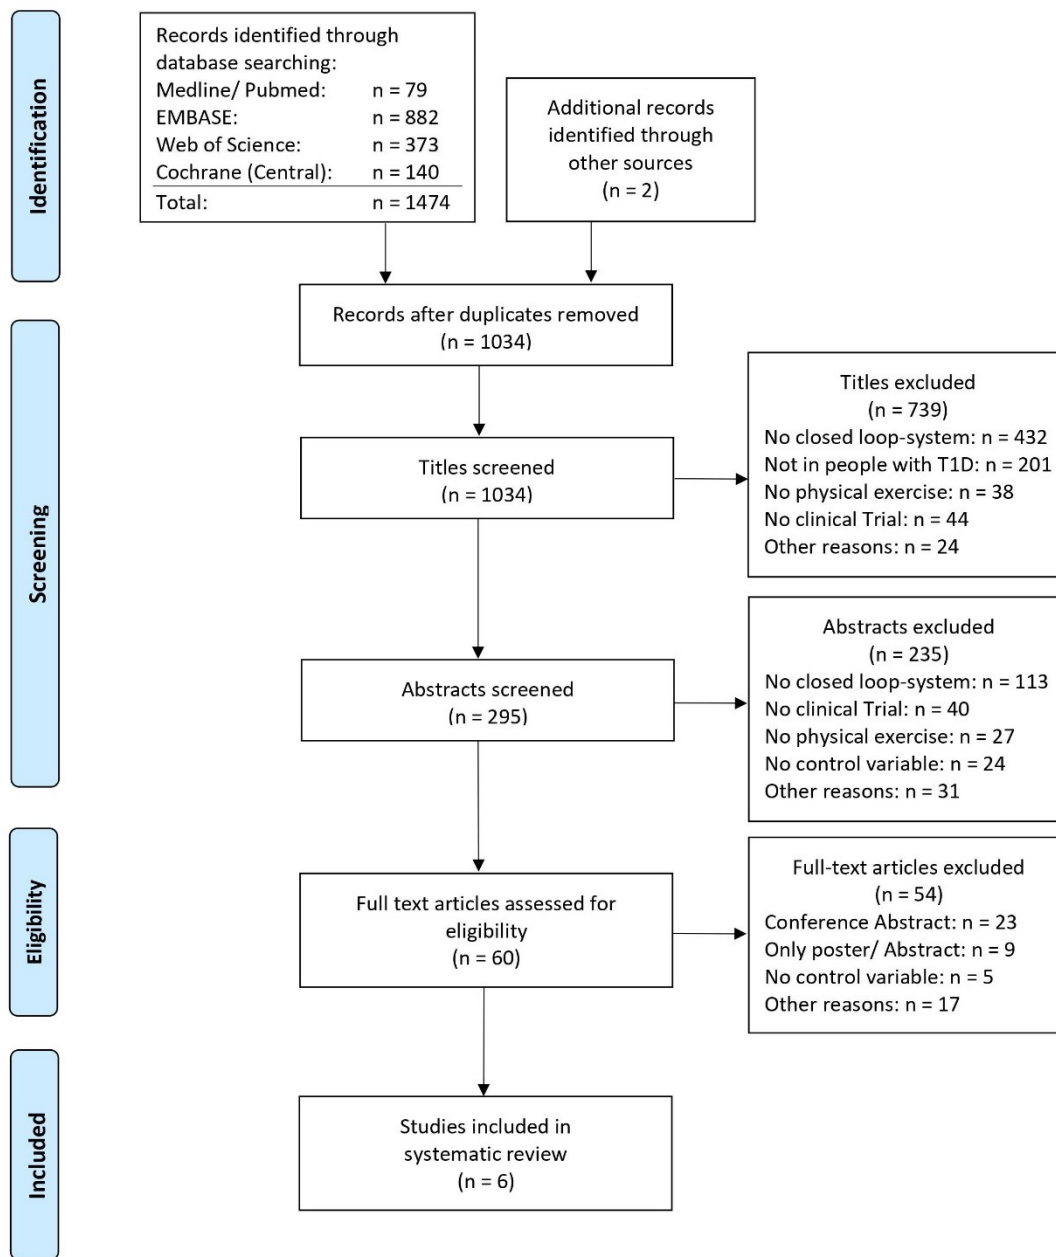 Identification
Records identified through
database searching:
Medline/ Pubmed: n = 79
EMBASE: n = 882
Web of Science: n = 373
Cochrane (Central): n = 140
Total: n = 1474
Additional records
identified through
other sources
(n = 2)
Records after duplicates removed
(n = 1034)
Screening
Titles screened
(n = 1034)
Titles excluded
(n = 739)
No closed loop-system: n = 432
Not in people with T1D: n = 201
No physical exercise: n = 38
No clinical Trial: n = 44
Other reasons: n = 24
Abstracts screened
(n = 295)
Abstracts excluded
(n = 235)
No closed loop-system: n = 113
No clinical Trial: n = 40
No physical exercise: n = 27
No control variable: n = 24
Other reasons: n = 31
Eligibility
Full text articles assessed for
eligibility
(n = 60)
Full-text articles excluded
(n = 54)
Conference Abstract: n = 23
Only poster/ Abstract: n = 9
No control variable: n = 5
Other reasons: n = 17
Included
Studies included in
systematic review
(n = 6)